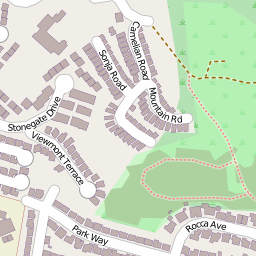 Carnelian Road
Sonja Road
Mountain Rd
Stonegate Drive
Viewmont Terrace
Park Way
Rocca Ave